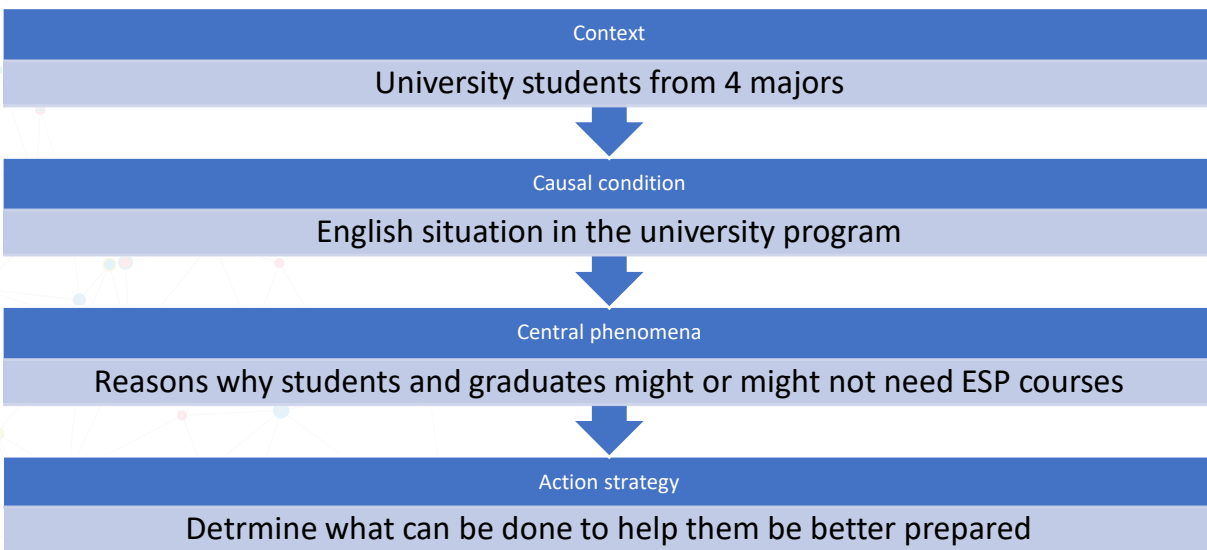 Context
University students from 4 majors
Causal condition
English situation in the university program
Central phenomena
Reasons why students and graduates might or might not need ESP courses
Action strategy
Detrmine what can be done to help them be better prepared